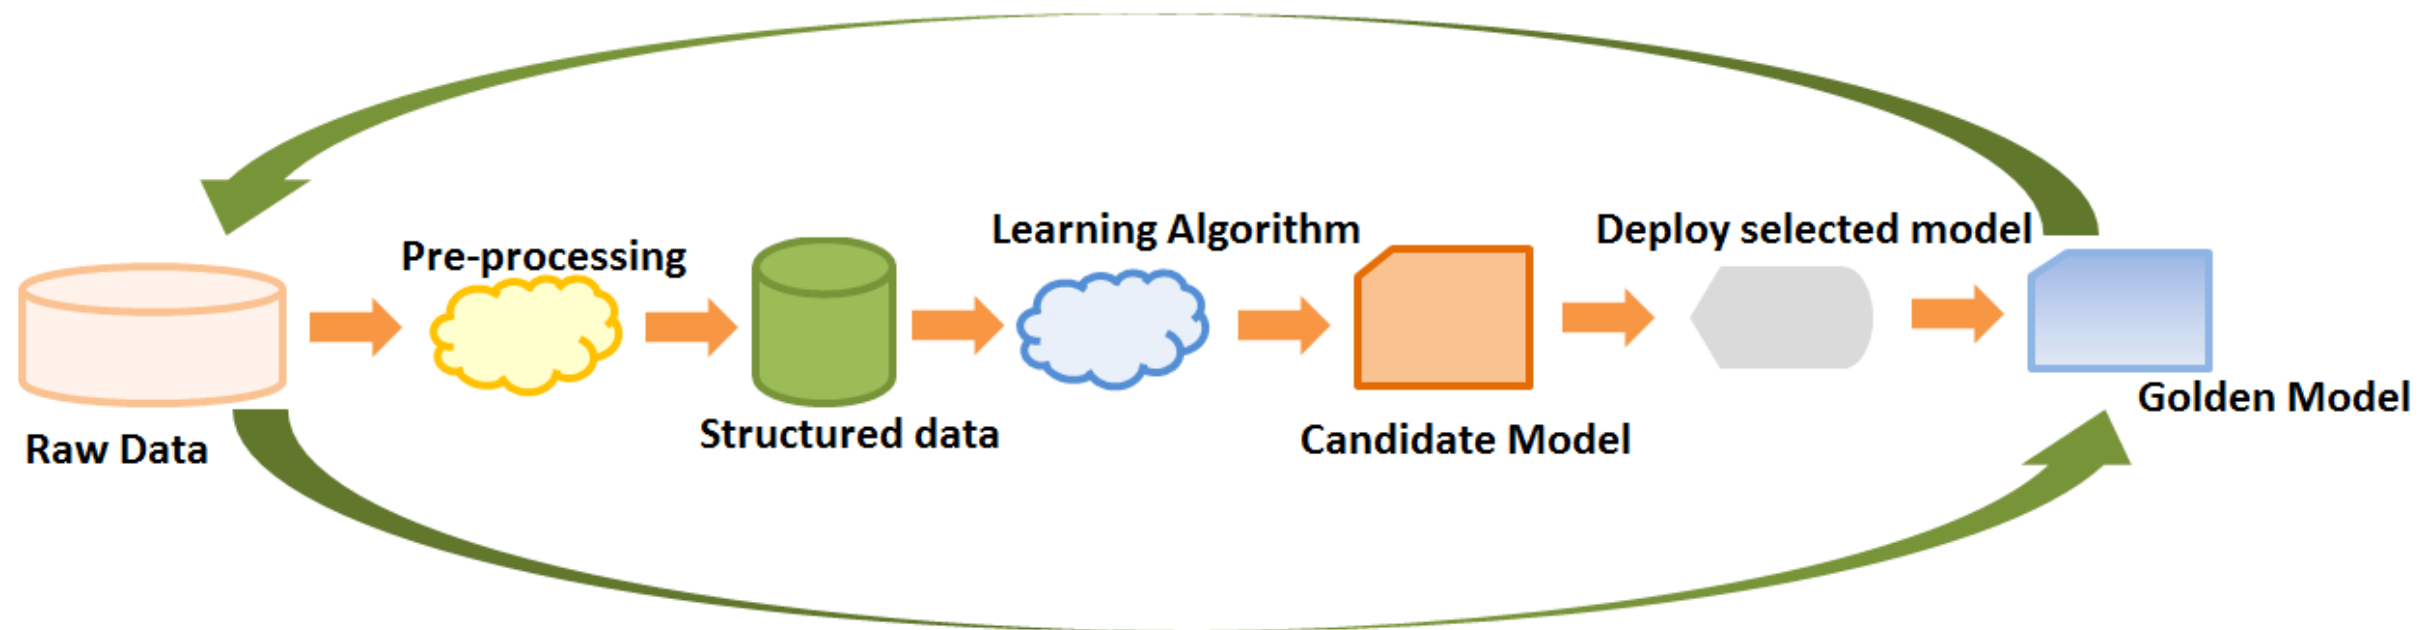 Raw Data
Pre-processing
Structured data
Learning Algorithm
Candidate Model
Deploy selected model
Golden Model